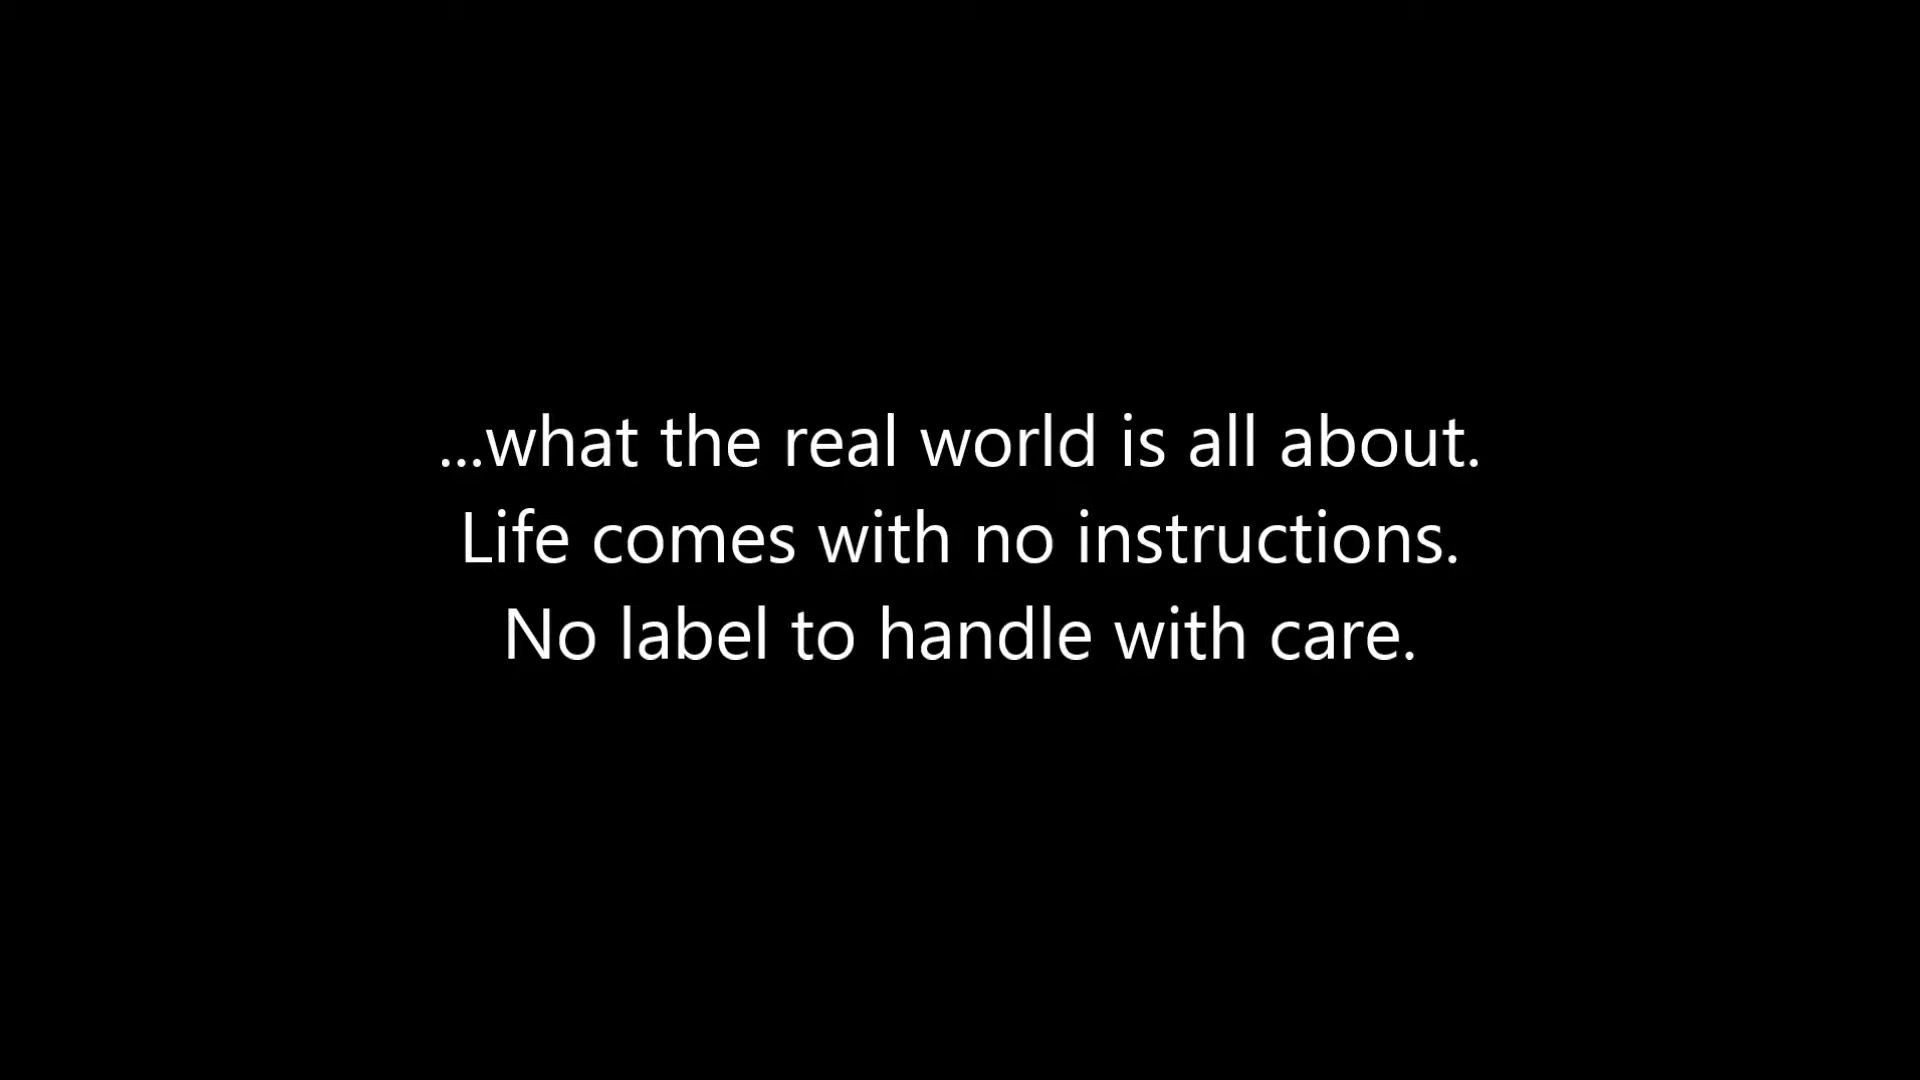 ...what the real world is all about.
Life comes with no instructions.
No label to handle with care.